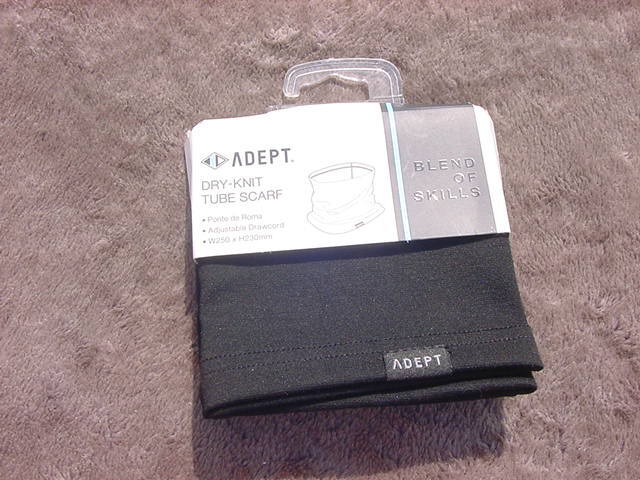 ADEPT.
DRY-KNIT
TUBE SCARF
• Ponte de Roma
• Adjustable Drawcord
• W250 x H230mm
BLEND
OF
SKILLS
ADEPT